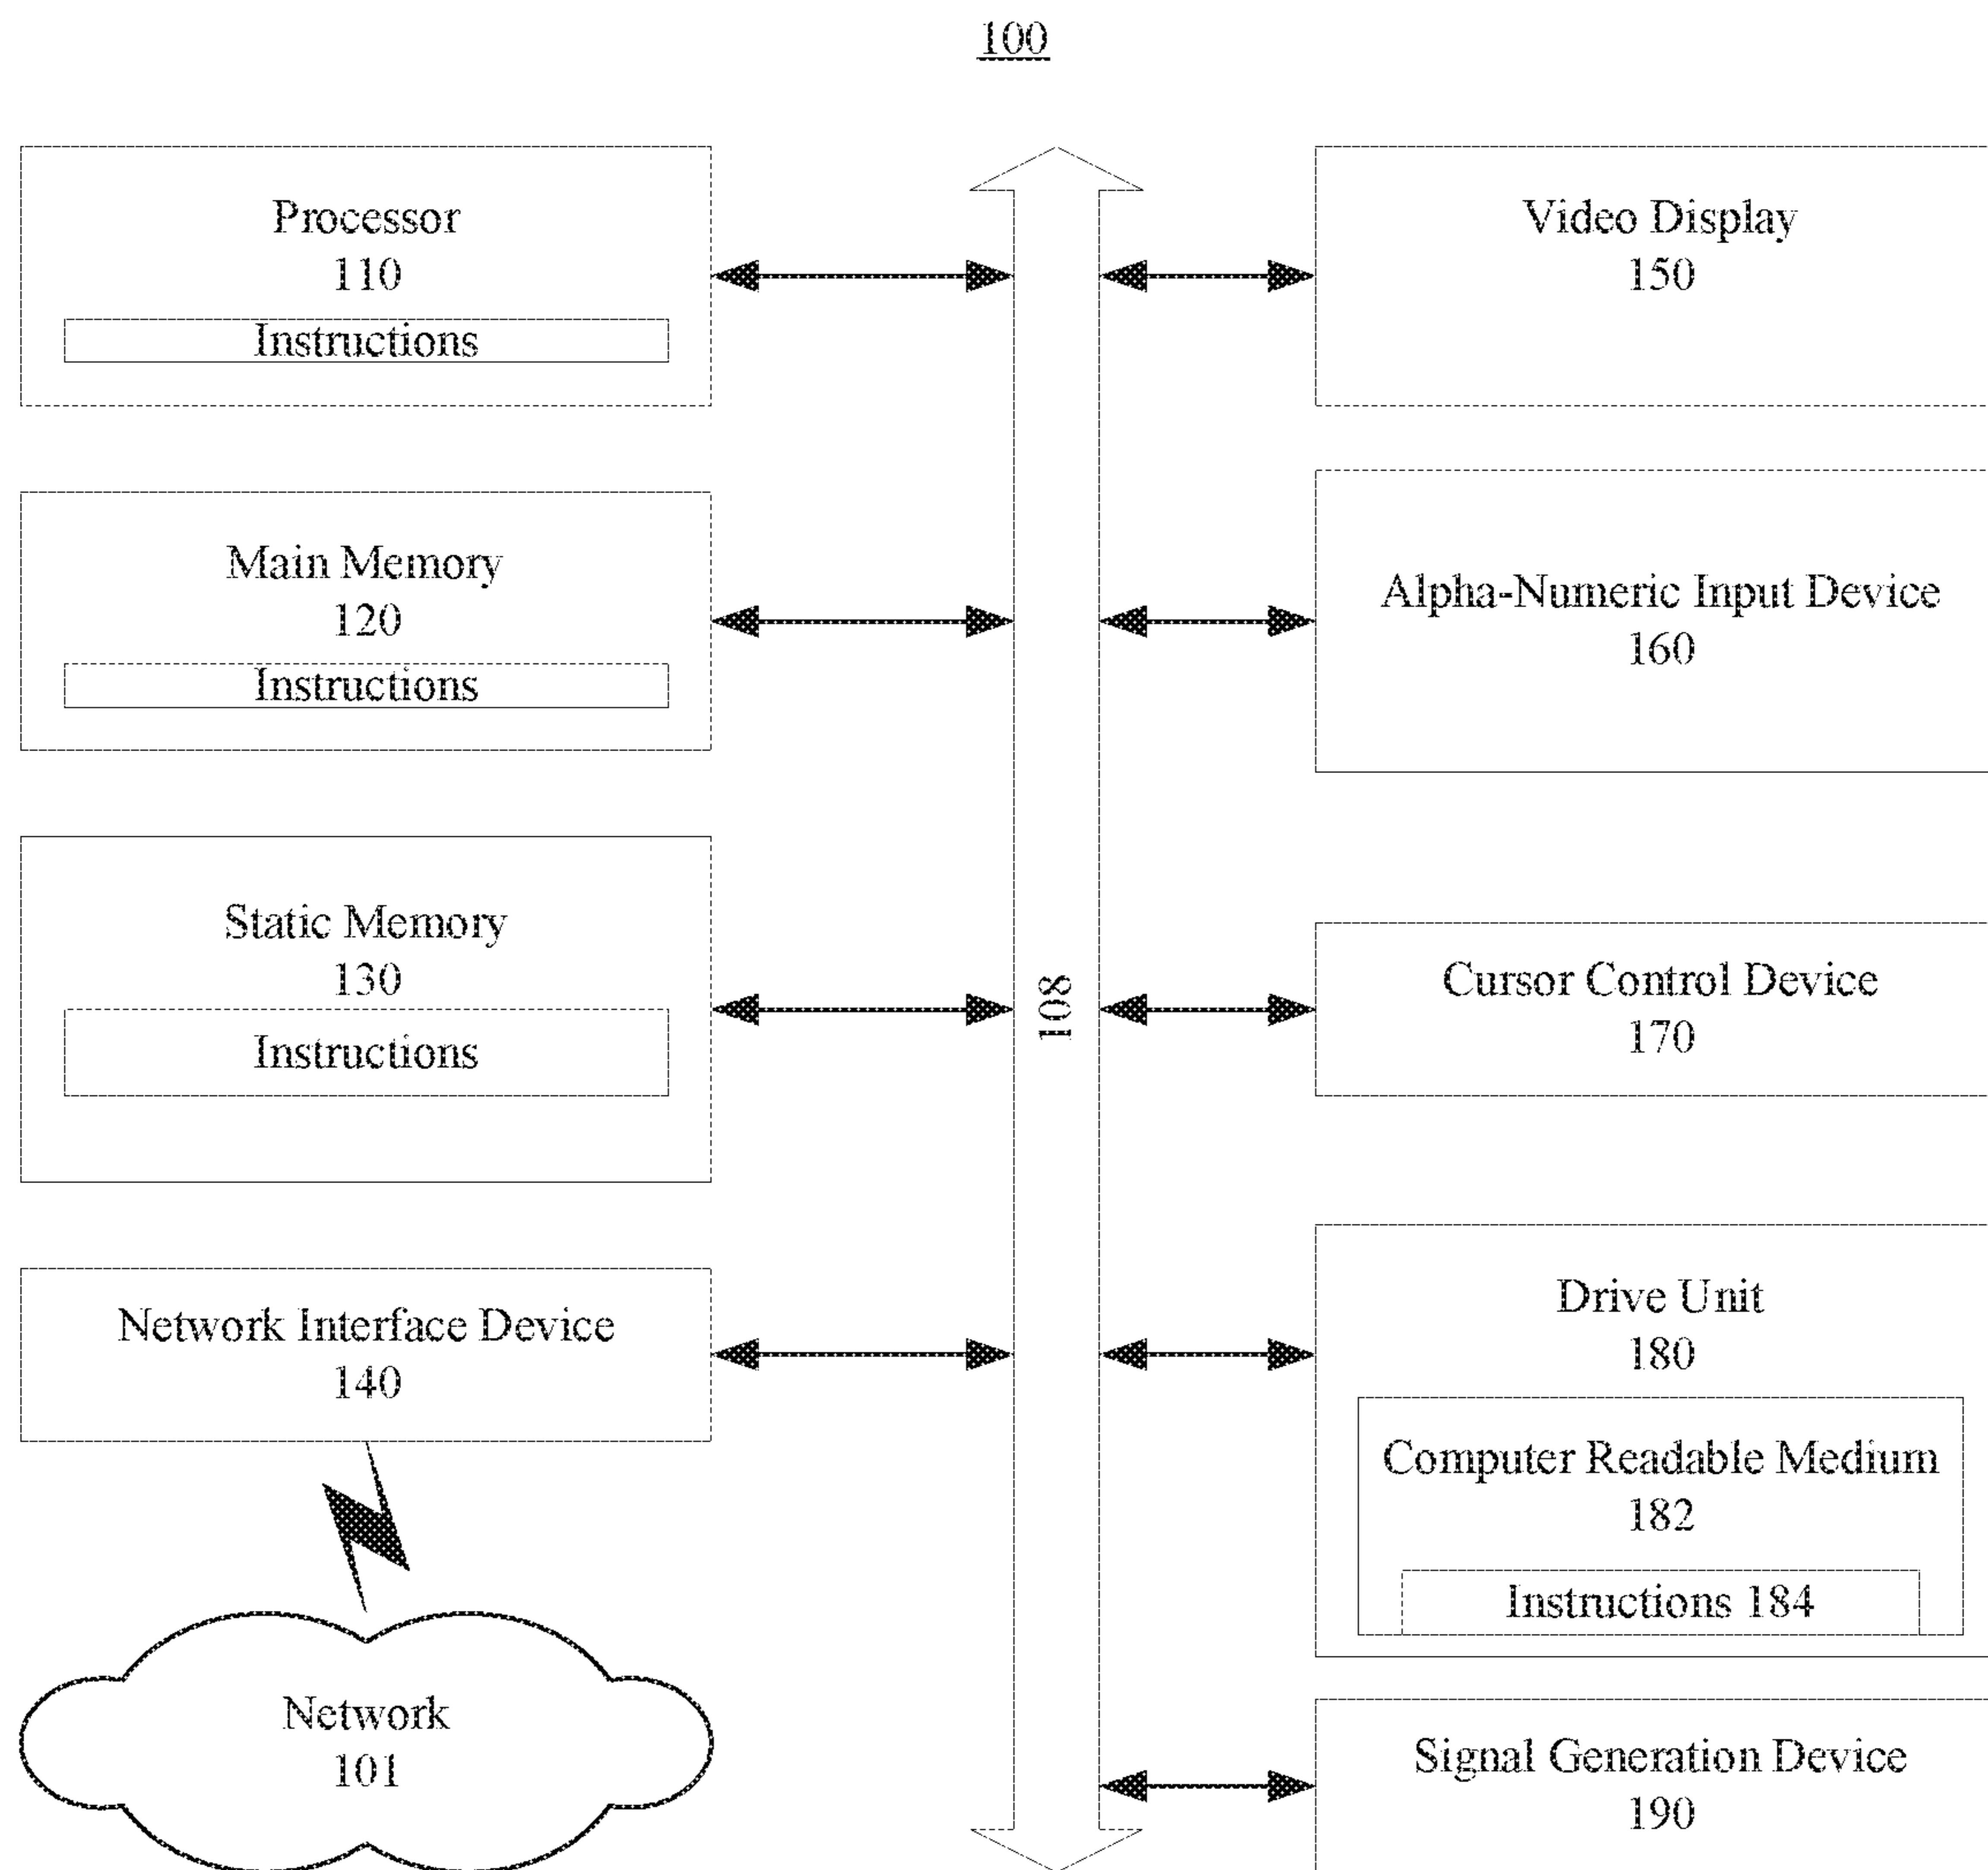 100
Processor
110
Instructions
Main Memory
120
Instructions
Static Memory
130
Instructions
Network Interface Device
140
Network
101
108
Video Display
150
Alpha-Numeric Input Device
160
Cursor Control Device
170
Drive Unit
180
Computer Readable Medium
182
Instructions 184
Signal Generation Device
190